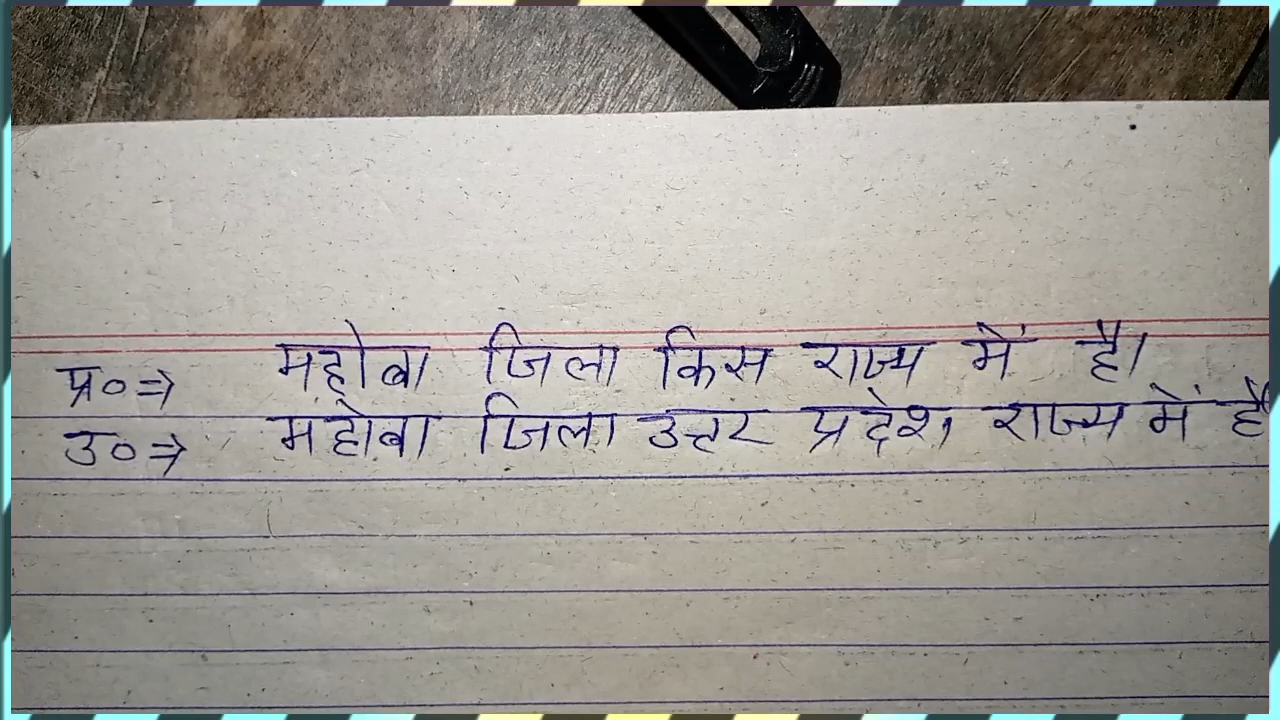 प्र०⇒ महोबा जिला किस राज्य में है।
उ०⇒ महोबा जिला उत्तर प्रदेश राज्य में है